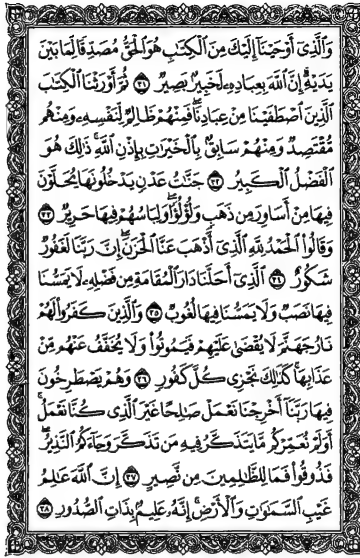 وَالَّذِي أَوْحَيْنَا إِلَيْكَ مِنَ الْكِتَٰبِ هُوَ الْحَقُّ مُصَدِّقًا لِّمَا بَيْنَ
يَدَيْهِ إِنَّ اللَّهَ بِعِبَادِهِ لَخَبِيرٌ بَصِيرٌ ٣١ ثُمَّ أَوْرَثْنَا الْكِتَٰبَ
الَّذِينَ اصْطَفَيْنَا مِنْ عِبَادِنَا فَمِنْهُمْ ظَالِمٌ لِّنَفْسِهِ وَمِنْهُم
مُّقْتَصِدٌ وَمِنْهُمْ سَابِقٌ بِالْخَيْرَٰتِ بِإِذْنِ اللَّهِ ذَٰلِكَ هُوَ
الْفَضْلُ الْكَبِيرُ ٣٢ جَنَّٰتُ عَدْنٍ يَدْخُلُونَهَا يُحَلَّوْنَ
فِيهَا مِنْ أَسَاوِرَ مِن ذَهَبٍ وَلُؤْلُؤًا وَلِبَاسُهُمْ فِيهَا حَرِيرٌ ٣٣
وَقَالُوا الْحَمْدُ لِلَّهِ الَّذِي أَذْهَبَ عَنَّا الْحَزَنَ إِنَّ رَبَّنَا لَغَفُورٌ
شَكُورٌ ٣٤ الَّذِي أَحَلَّنَا دَارَ الْمُقَامَةِ مِن فَضْلِهِ لَا يَمَسُّنَا
فِيهَا نَصَبٌ وَلَا يَمَسُّنَا فِيهَا لُغُوبٌ ٣٥ وَالَّذِينَ كَفَرُوا لَهُمْ
نَارُ جَهَنَّمَ لَا يُقْضَىٰ عَلَيْهِمْ فَيَمُوتُوا وَلَا يُخَفَّفُ عَنْهُم مِّنْ
عَذَابِهَا كَذَٰلِكَ نَجْزِي كُلَّ كَفُورٍ ٣٦ وَهُمْ يَصْطَرِخُونَ
فِيهَا رَبَّنَا أَخْرِجْنَا نَعْمَلْ صَٰلِحًا غَيْرَ الَّذِي كُنَّا نَعْمَلُ
أَوَلَمْ نُعَمِّرْكُم مَّا يَتَذَكَّرُ فِيهِ مَن تَذَكَّرَ وَجَاءَكُمُ النَّذِيرُ
فَذُوقُوا فَمَا لِلظَّٰلِمِينَ مِن نَّصِيرٍ ٣٧ إِنَّ اللَّهَ عَٰلِمُ
غَيْبِ السَّمَٰوَٰتِ وَالْأَرْضِ إِنَّهُ عَلِيمٌ بِذَاتِ الصُّدُورِ ٣٨